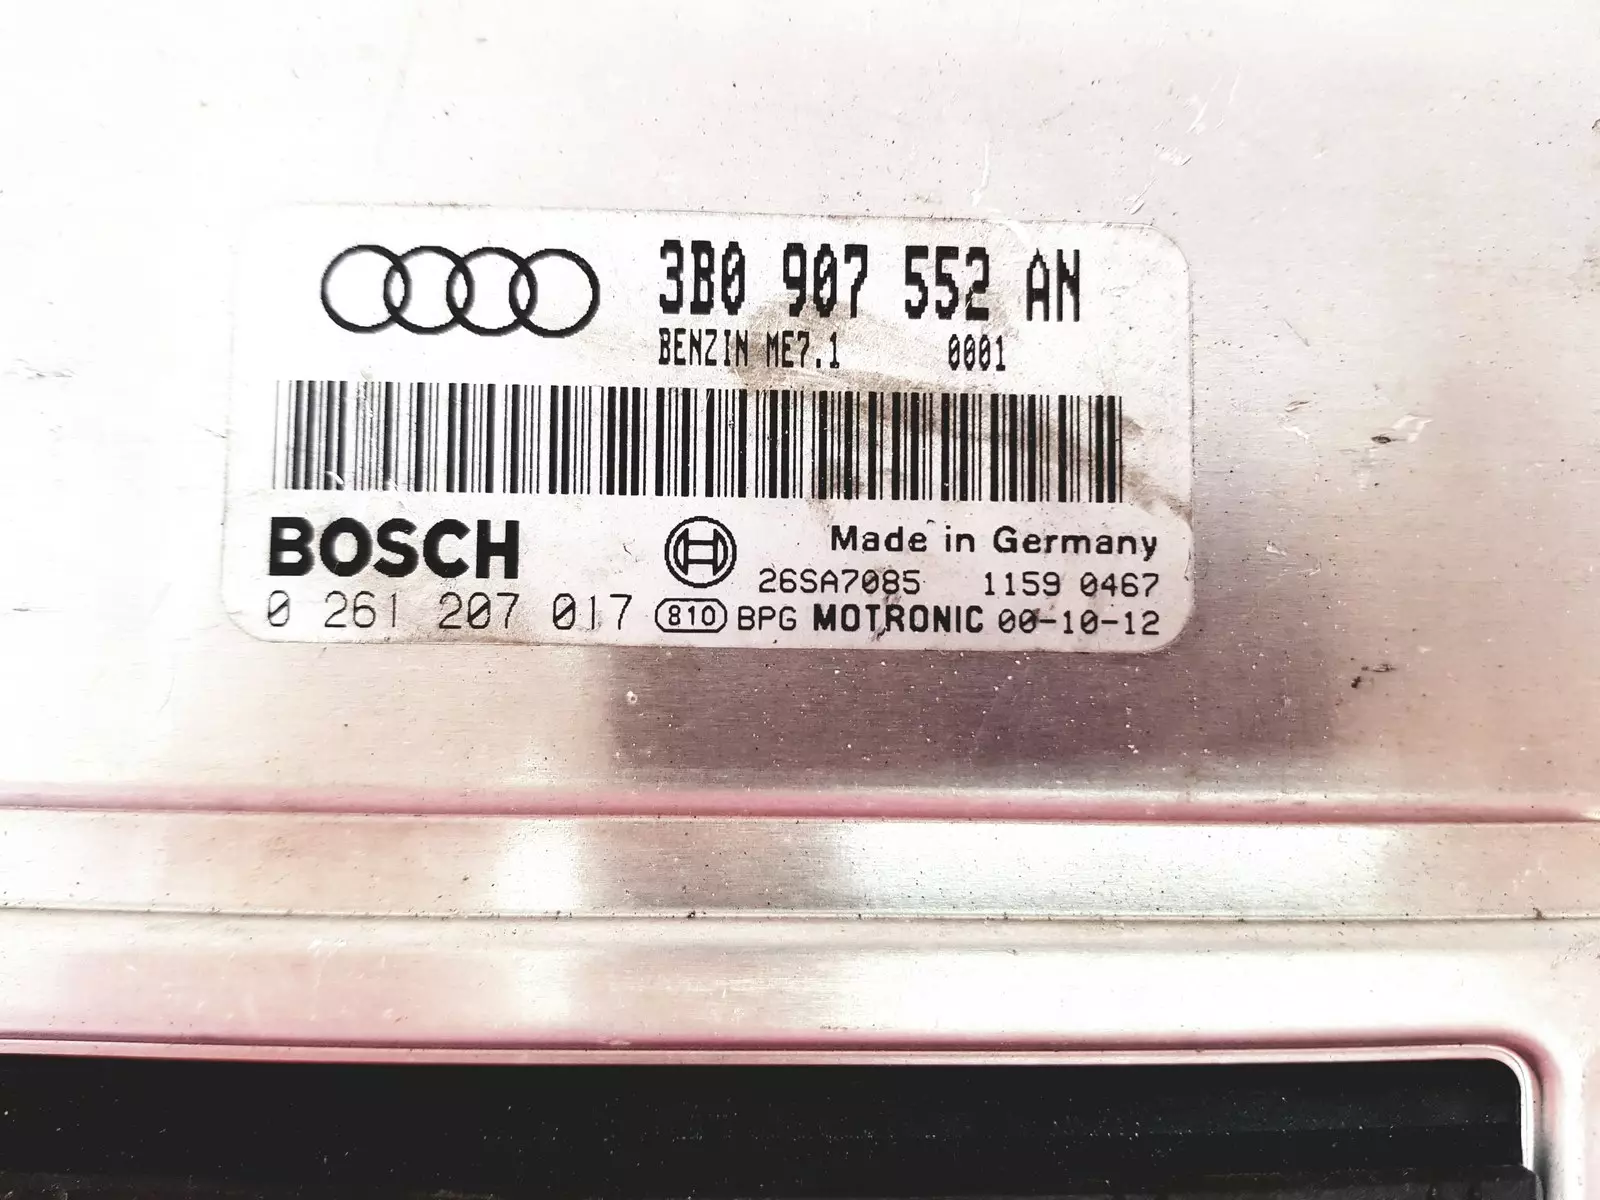 3B0 907 552 AN
BENZIN ME7.1 0001
BOSCH
Made in Germany
26SA7085 1159 0467
0 261 207 017 810 BPG MOTRONIC 00-10-12